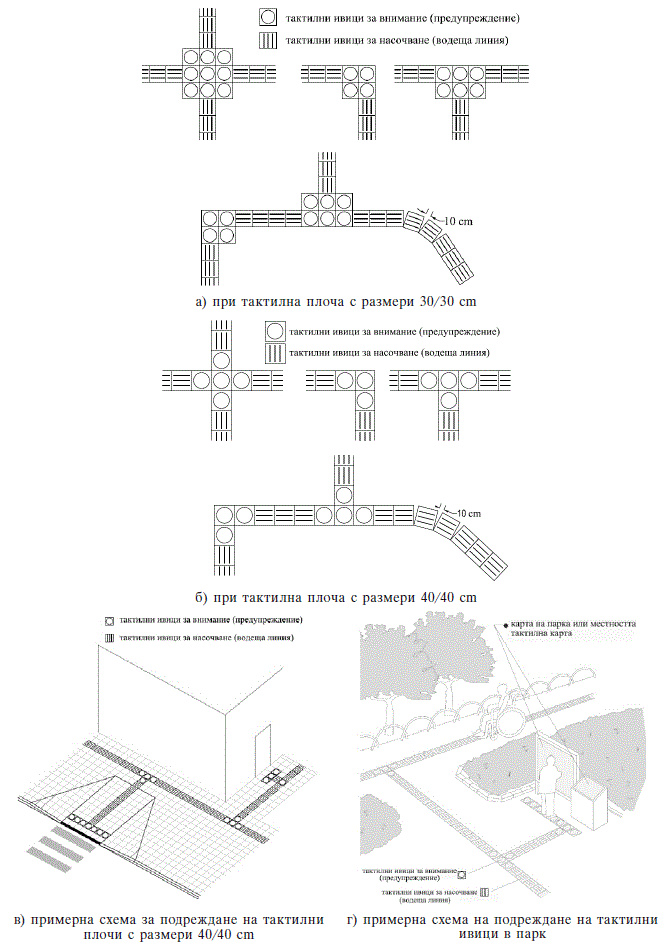 тактилни ивици за внимание (предупреждение)
тактилни ивици за насочване (водеща линия)
10 cm
а) при тактилна плоча с размери 30/30 cm
тактилни ивици за внимание (предупреждение)
тактилни ивици за насочване (водеща линия)
10 cm
б) при тактилна плоча с размери 40/40 cm
тактилни ивици за внимание (предупреждение)
тактилни ивици за насочване (водеща линия)
карта на парка или местността
тактилна карта
тактилни ивици за внимание
(предупреждение)
тактилни ивици за насочване
(водеща линия)
в) примерна схема за подреждане на тактилни
плочи с размери 40/40 cm
г) примерна схема на подреждане на тактилни
ивици в парк